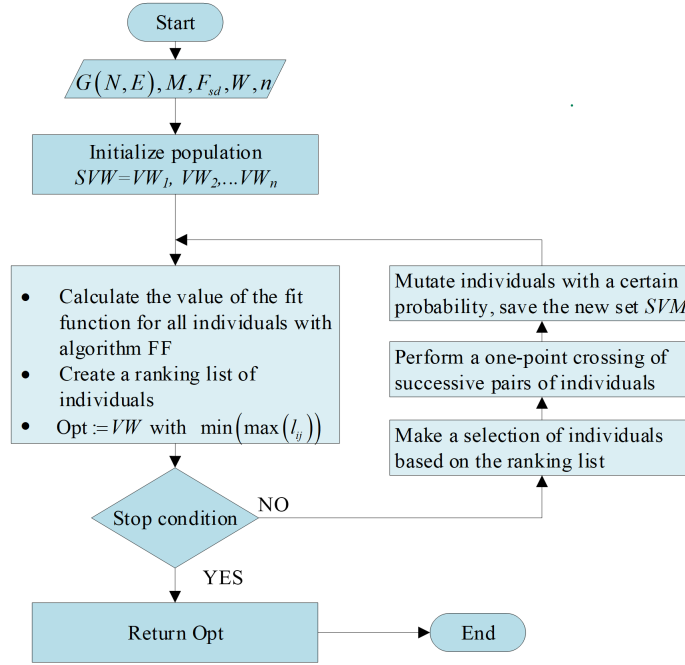 Start
G(N,E),M,F_sd,W,n
Initialize population
SVW=VW_1, VW_2,...VW_n
• Calculate the value of the fit
function for all individuals with
algorithm FF
• Create a ranking list of
individuals
• Opt := VW with min(max(l_ij))
Stop condition
NO
YES
Return Opt
End
Mutate individuals with a certain
probability, save the new set SVM
Perform a one-point crossing of
successive pairs of individuals
Make a selection of individuals
based on the ranking list